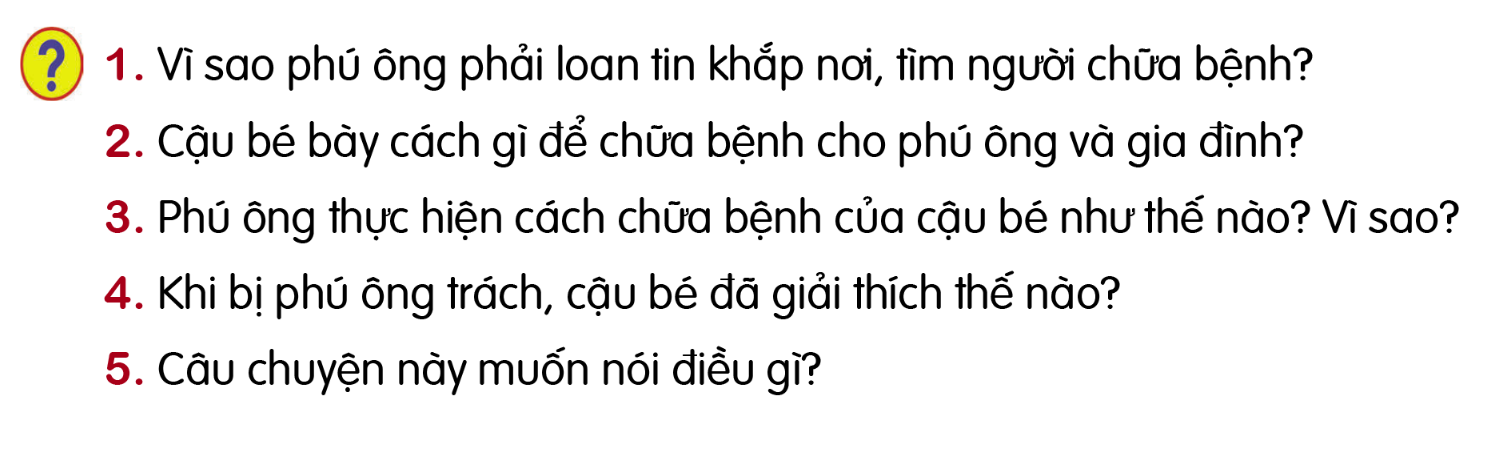 ? 1. Vì sao phú ông phải loan tin khắp nơi, tìm người chữa bệnh?
2. Cậu bé bày cách gì để chữa bệnh cho phú ông và gia đình?
3. Phú ông thực hiện cách chữa bệnh của cậu bé như thế nào? Vì sao?
4. Khi bị phú ông trách, cậu bé đã giải thích thế nào?
5. Câu chuyện này muốn nói điều gì?